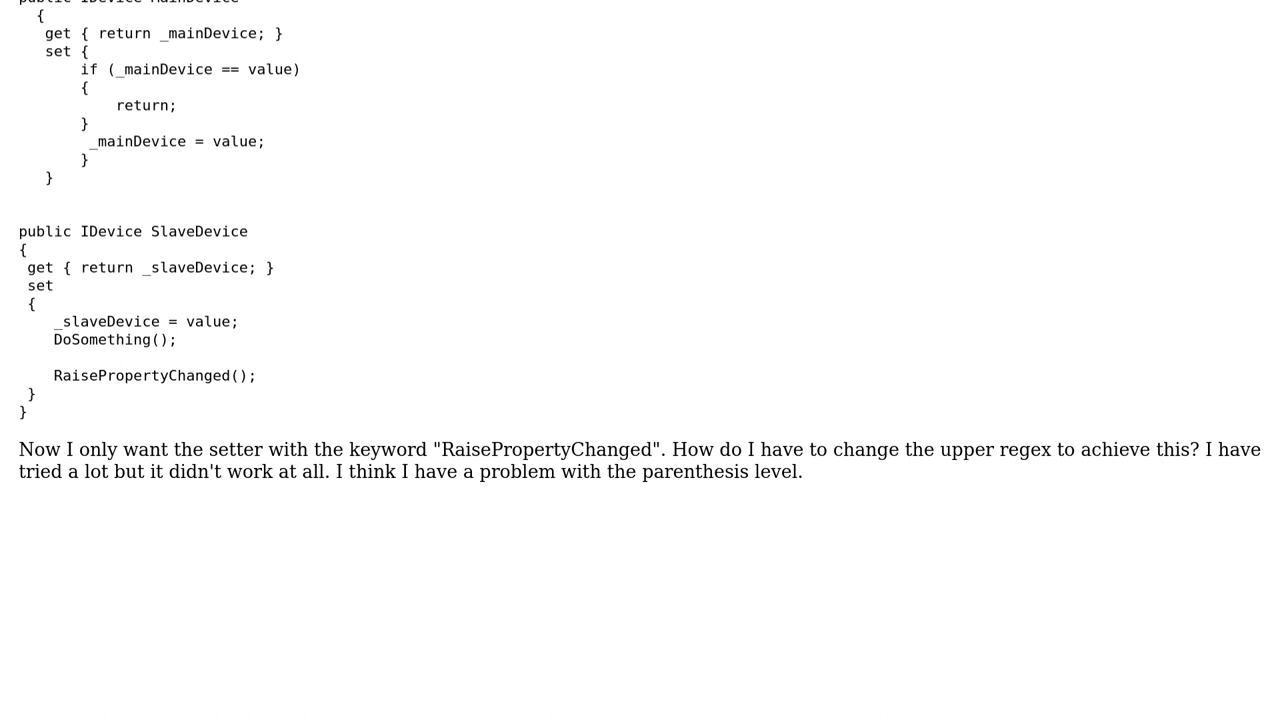 public IDevice MainDevice
  {
   get { return _mainDevice; }
   set {
       if (_mainDevice == value)
       {
           return;
       }
        _mainDevice = value;
       }
   }
public IDevice SlaveDevice
{
 get { return _slaveDevice; }
 set
 {
    _slaveDevice = value;
    DoSomething();
    RaisePropertyChanged();
 }
}
Now I only want the setter with the keyword "RaisePropertyChanged". How do I have to change the upper regex to achieve this? I have
tried a lot but it didn't work at all. I think I have a problem with the parenthesis level.